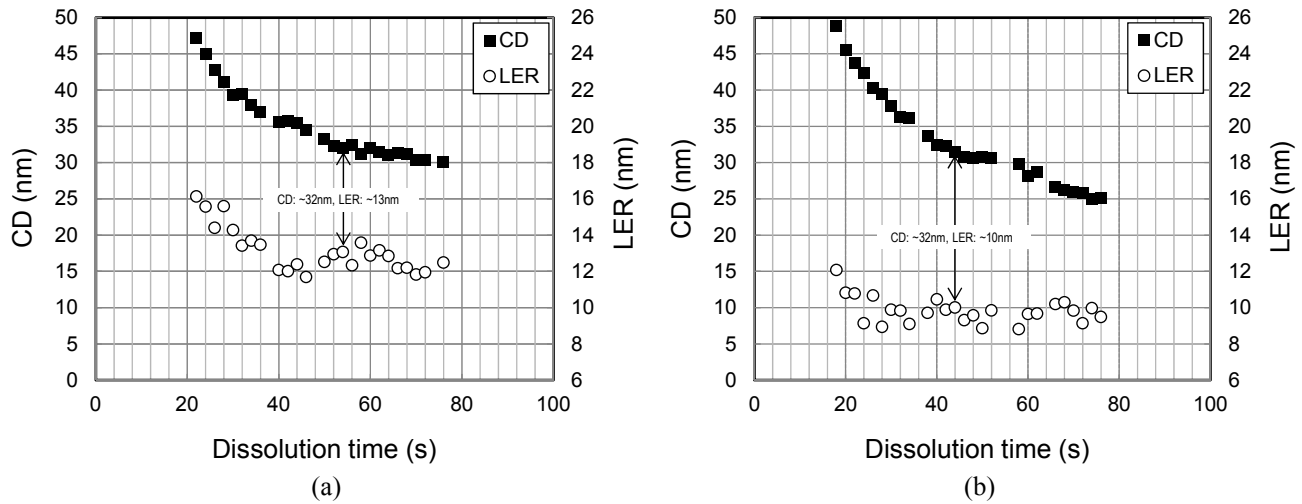 50
45
40
35
30
25
20
15
10
5
0
CD (nm)
26
24
22
20
18
16
14
12
10
8
6
LER (nm)
CD
LER
CD: ~32nm, LER: ~13nm
0 20 40 60 80 100
Dissolution time (s)
(a)
50
45
40
35
30
25
20
15
10
5
0
CD (nm)
26
24
22
20
18
16
14
12
10
8
6
LER (nm)
CD
LER
CD: ~32nm, LER: ~10nm
0 20 40 60 80 100
Dissolution time (s)
(b)